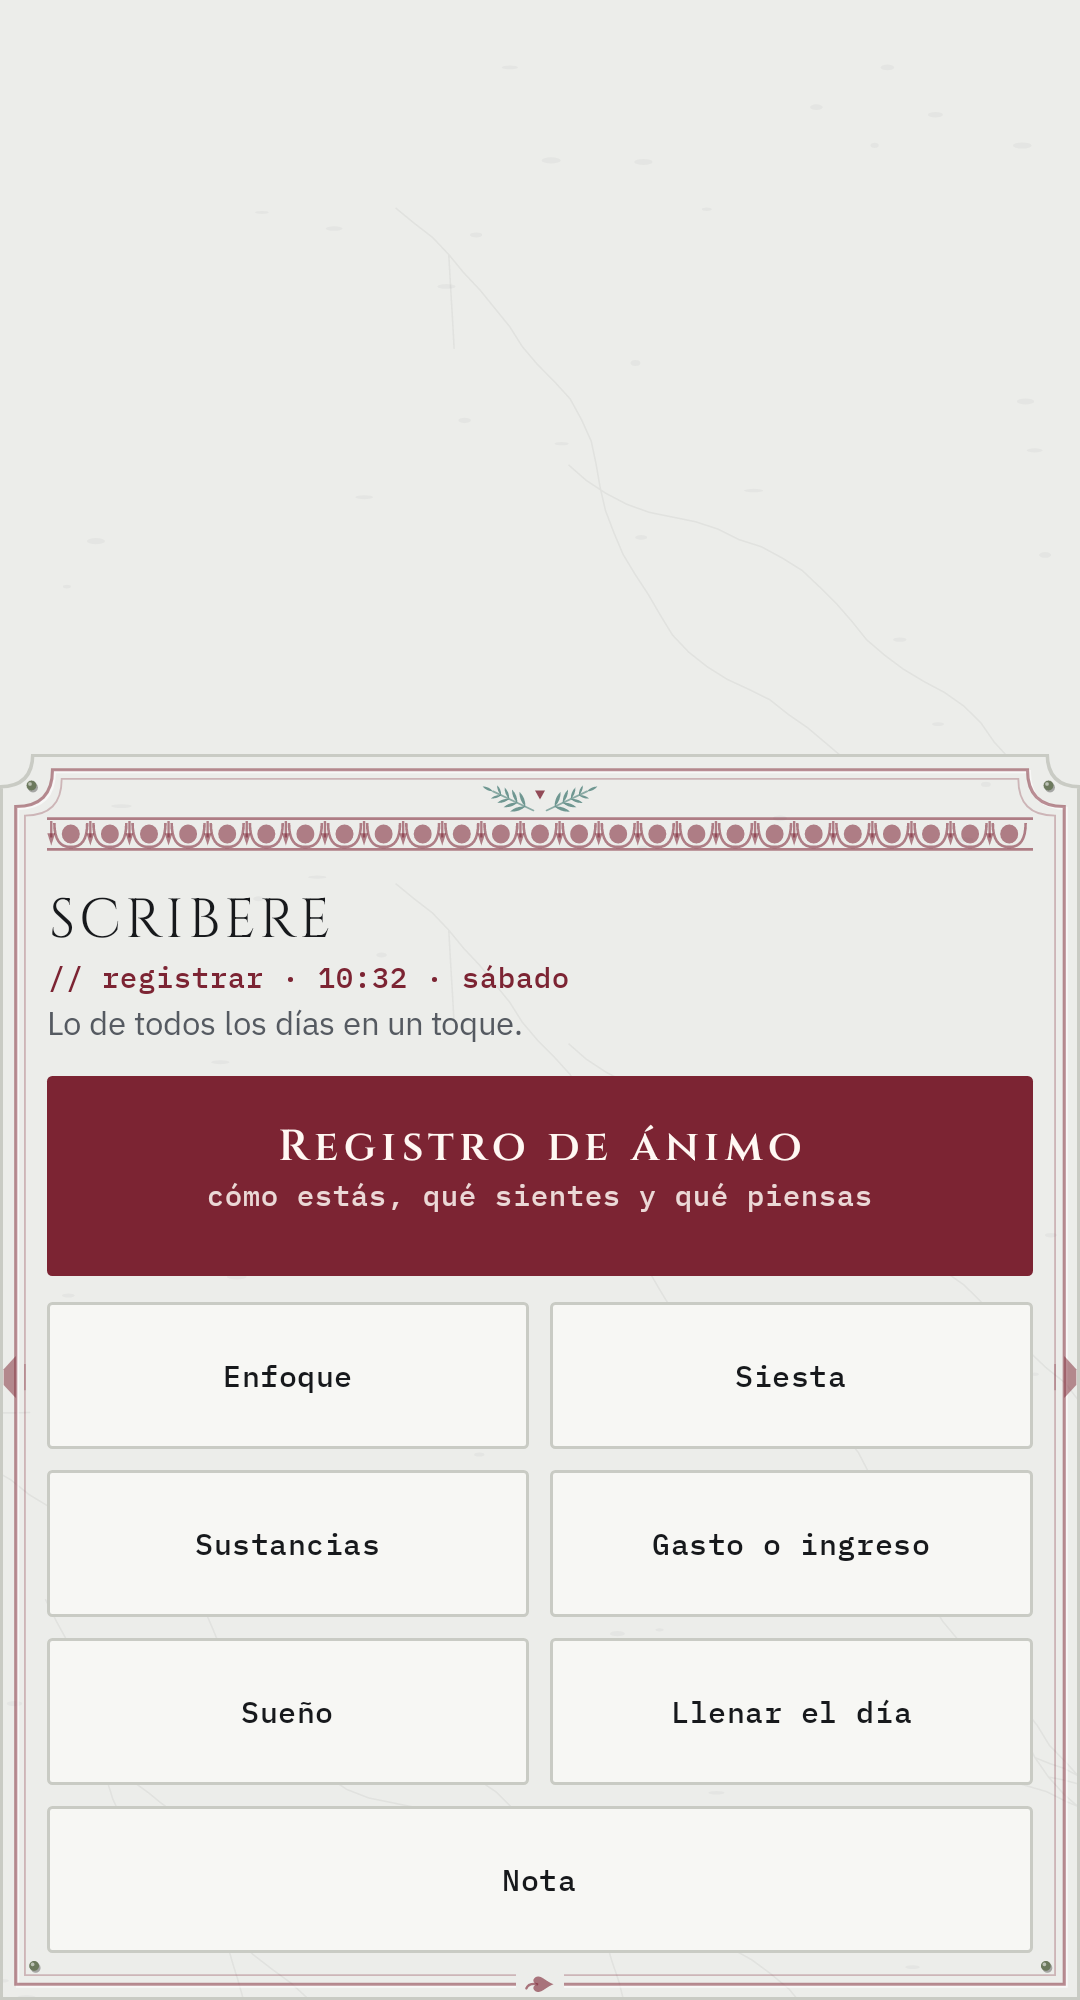 SCRIBERE
// registrar · 10:32 · sábado
Lo de todos los días en un toque.
REGISTRO DE ÁNIMO
cómo estás, qué sientes y qué piensas
Enfoque
Siesta
Sustancias
Gasto o ingreso
Sueño
Llenar el día
Nota